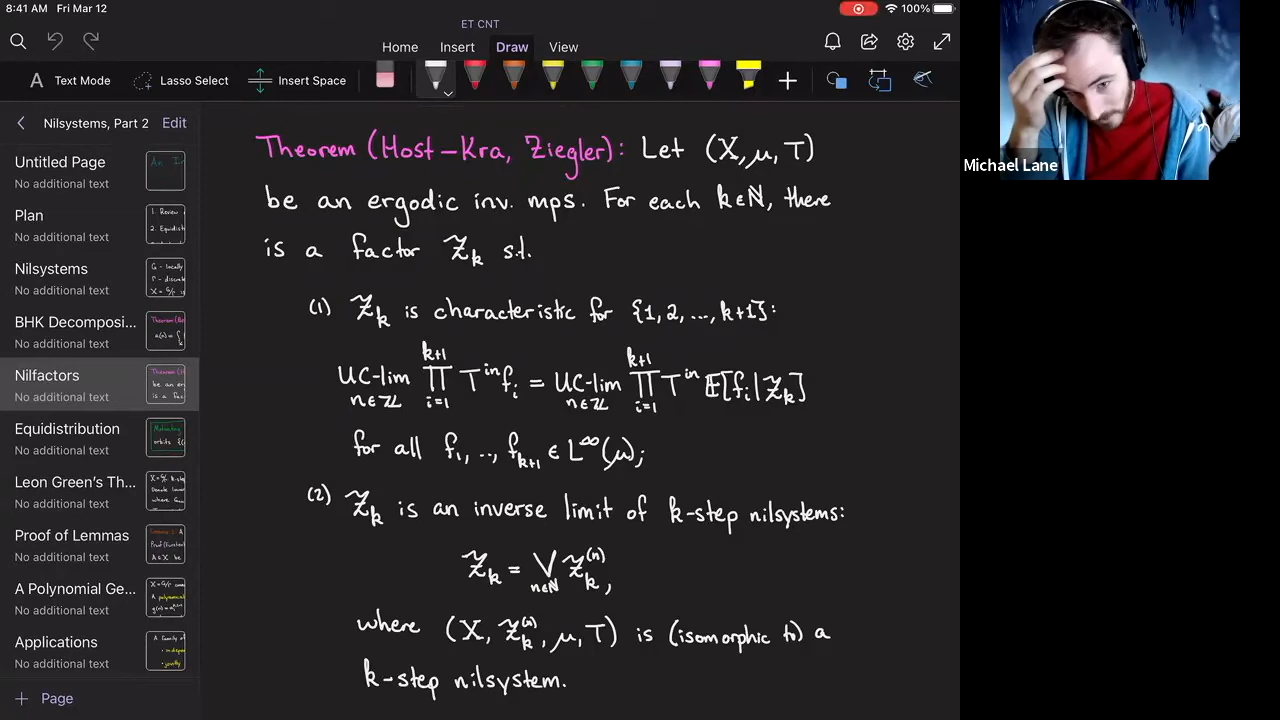 8:41 AM Fri Mar 12
100%
ET CNT
Home Insert Draw View
Text Mode Lasso Select Insert Space
Nilsystems, Part 2 Edit
Untitled Page
No additional text
Plan
No additional text
Nilsystems
No additional text
BHK Decomposi...
No additional text
Nilfactors
No additional text
Equidistribution
No additional text
Leon Green's Th...
No additional text
Proof of Lemmas
No additional text
A Polynomial Ge...
No additional text
Applications
No additional text
+ Page
Theorem (Host-Kra, Ziegler): Let (X, μ, T)
be an ergodic inv. mps. For each k∈ℕ, there
is a factor 𝒵_k s.t.
(1) 𝒵_k is characteristic for {1, 2, ..., k+1}:
UC-lim_{n∈ℤ} ∏_{i=1}^{k+1} T^{in} f_i = UC-lim_{n∈ℤ} ∏_{i=1}^{k+1} T^{in} 𝔼[f_i | 𝒵_k]
for all f_1, .., f_{k+1} ∈ L^∞(μ);
(2) 𝒵_k is an inverse limit of k-step nilsystems:
𝒵_k = ⋁_{n∈ℕ} 𝒵_k^{(n)},
where (X, 𝒵_k^{(n)}, μ, T) is (isomorphic to) a
k-step nilsystem.
Michael Lane